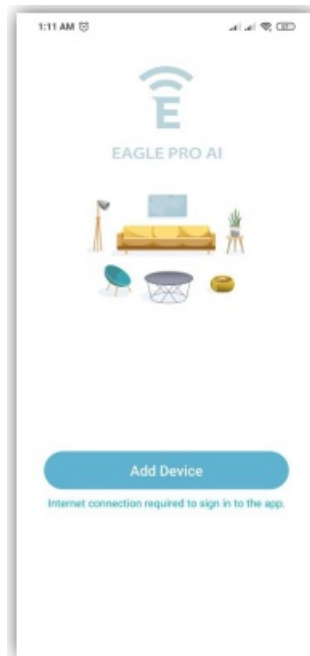 1:11 AM
E
EAGLE PRO AI
Add Device
Internet connection required to sign in to the app.